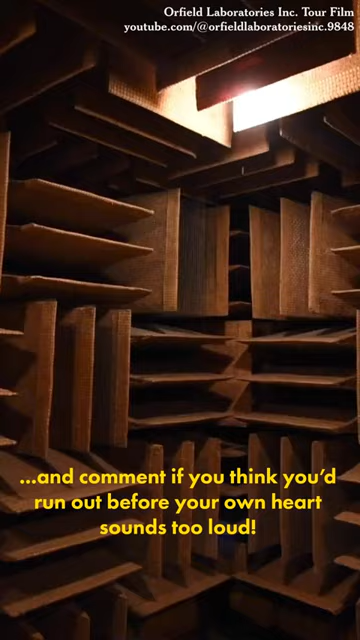 Orfield Laboratories Inc. Tour Film
youtube.com/@orfieldlaboratoriesinc.9848
...and comment if you think you’d
run out before your own heart
sounds too loud!